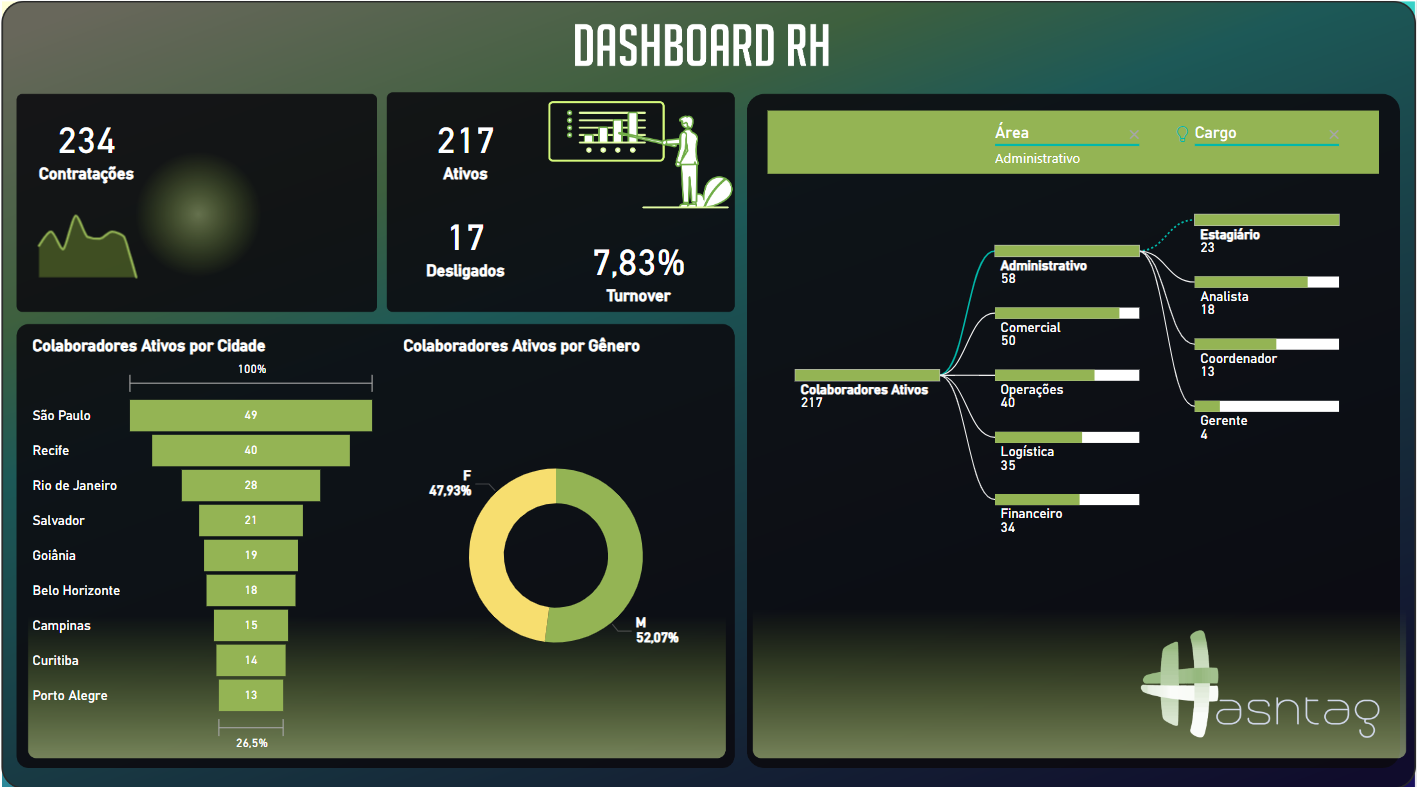 DASHBOARD RH
234
Contratações
217
Ativos
17
Desligados
7,83%
Turnover
Colaboradores Ativos por Cidade
100%
São Paulo 49
Recife 40
Rio de Janeiro 28
Salvador 21
Goiânia 19
Belo Horizonte 18
Campinas 15
Curitiba 14
Porto Alegre 13
26,5%
Colaboradores Ativos por Gênero
F
47,93%
M
52,07%
Área
Administrativo
Cargo
Colaboradores Ativos
217
Administrativo
58
Comercial
50
Operações
40
Logística
35
Financeiro
34
Estagiário
23
Analista
18
Coordenador
13
Gerente
4
Hashtag